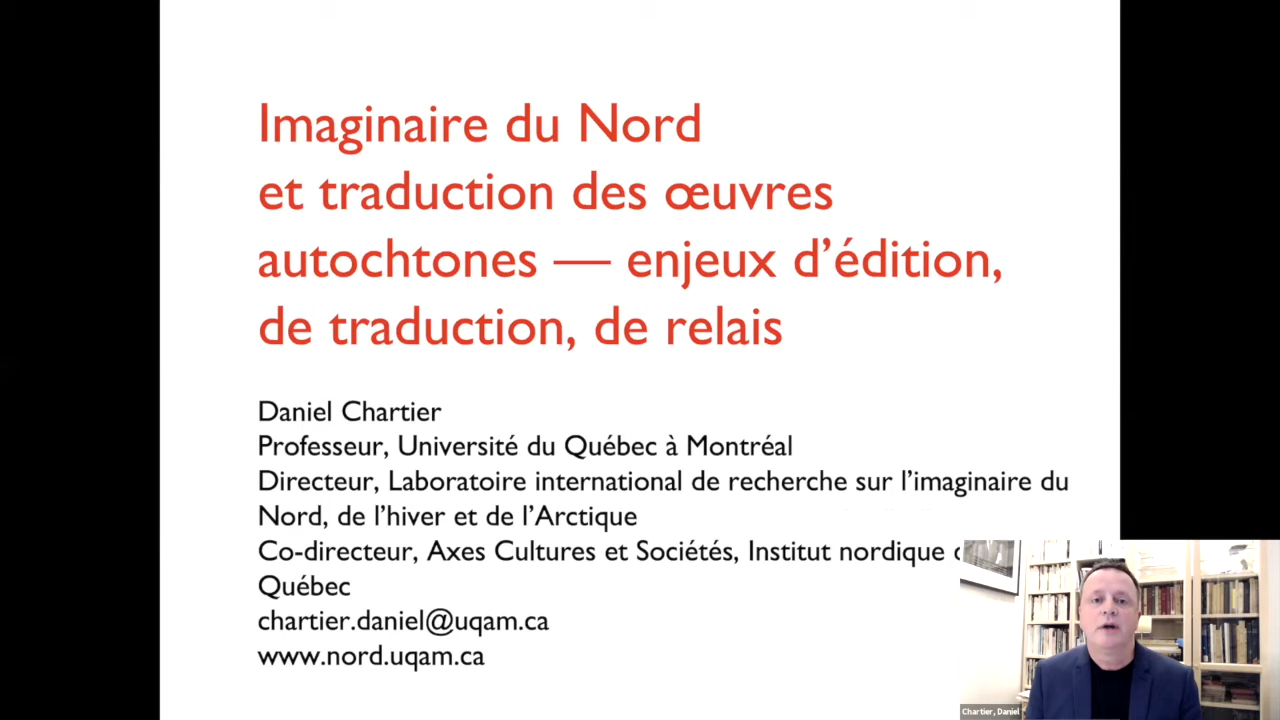 Imaginaire du Nord
et traduction des œuvres
autochtones — enjeux d’édition,
de traduction, de relais
Daniel Chartier
Professeur, Université du Québec à Montréal
Directeur, Laboratoire international de recherche sur l’imaginaire du
Nord, de l’hiver et de l’Arctique
Co-directeur, Axes Cultures et Sociétés, Institut nordique
Québec
chartier.daniel@uqam.ca
www.nord.uqam.ca
Chartier, Daniel